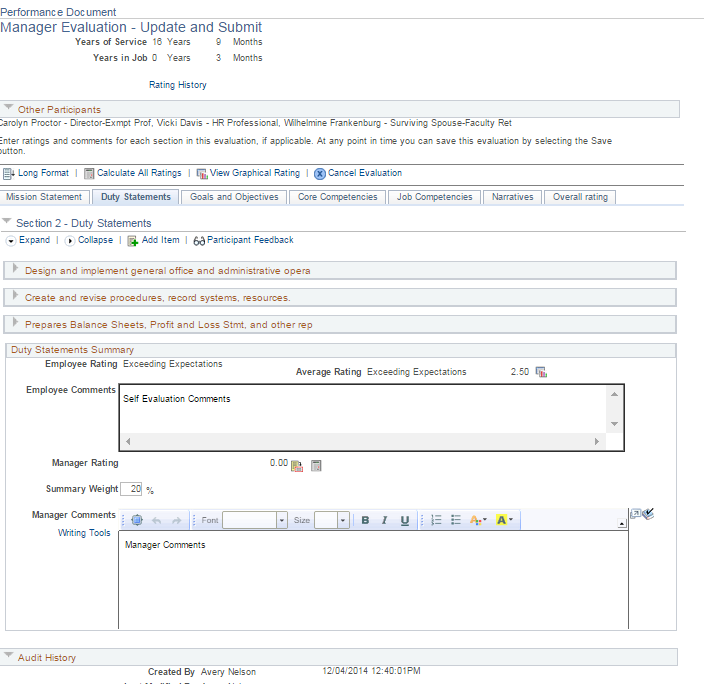 Performance Document
Manager Evaluation - Update and Submit
Years of Service 16 Years 9 Months
Years in Job 0 Years 3 Months
Rating History
Other Participants
Carolyn Proctor - Director-Exmpt Prof, Vicki Davis - HR Professional, Wilhelmine Frankenburg - Surviving Spouse-Faculty Ret
Enter ratings and comments for each section in this evaluation, if applicable. At any point in time you can save this evaluation by selecting the Save
button.
Long Format | Calculate All Ratings | View Graphical Rating | Cancel Evaluation
Mission Statement Duty Statements Goals and Objectives Core Competencies Job Competencies Narratives Overall rating
Section 2 - Duty Statements
Expand | Collapse | Add Item | Participant Feedback
Design and implement general office and administrative opera
Create and revise procedures, record systems, resources.
Prepares Balance Sheets, Profit and Loss Stmt, and other rep
Duty Statements Summary
Employee Rating Exceeding Expectations
Average Rating Exceeding Expectations 2.50
Employee Comments
Self Evaluation Comments
Manager Rating 0.00
Summary Weight 20 %
Manager Comments Font Size B I U A A
Writing Tools
Manager Comments
Audit History
Created By Avery Nelson 12/04/2014 12:40:01PM